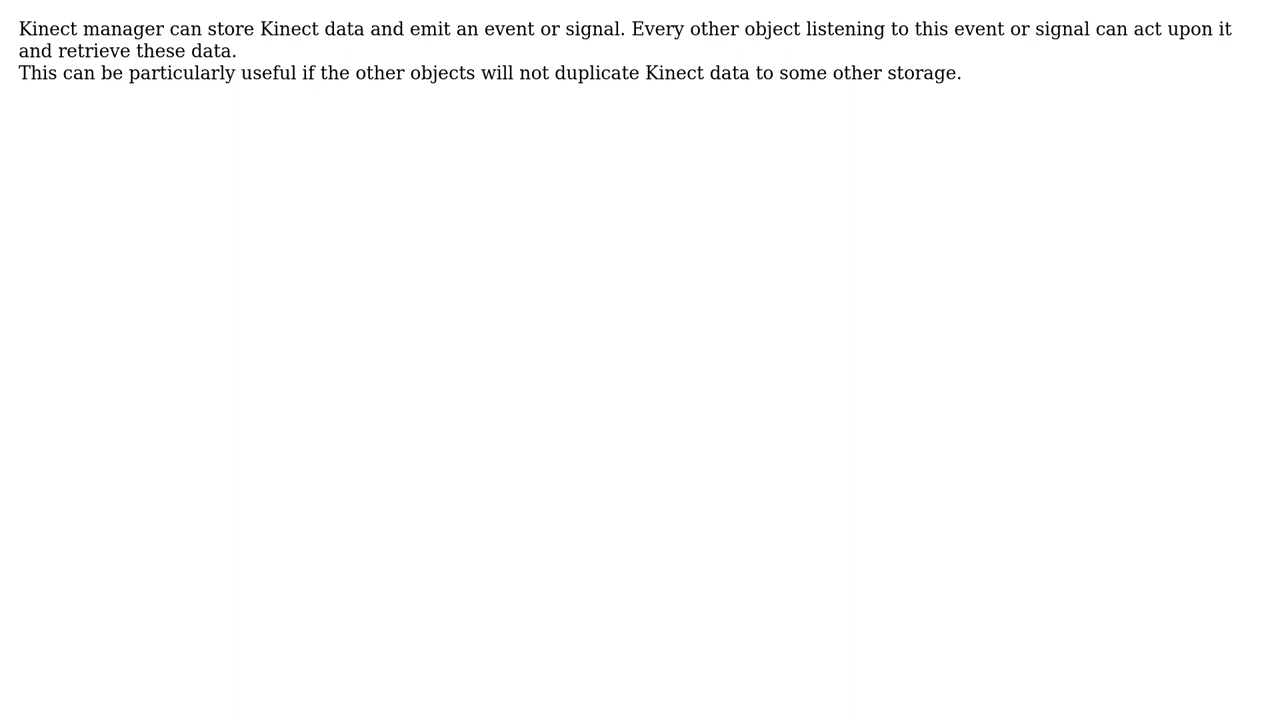 Kinect manager can store Kinect data and emit an event or signal. Every other object listening to this event or signal can act upon it
and retrieve these data.
This can be particularly useful if the other objects will not duplicate Kinect data to some other storage.